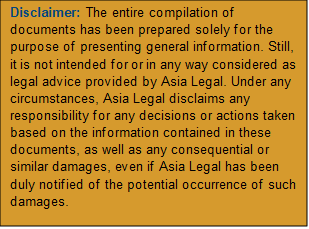 Disclaimer: The entire compilation of
documents has been prepared solely for the
purpose of presenting general information. Still,
it is not intended for or in any way considered as
legal advice provided by Asia Legal. Under any
circumstances, Asia Legal disclaims any
responsibility for any decisions or actions taken
based on the information contained in these
documents, as well as any consequential or
similar damages, even if Asia Legal has been
duly notified of the potential occurrence of such
damages.